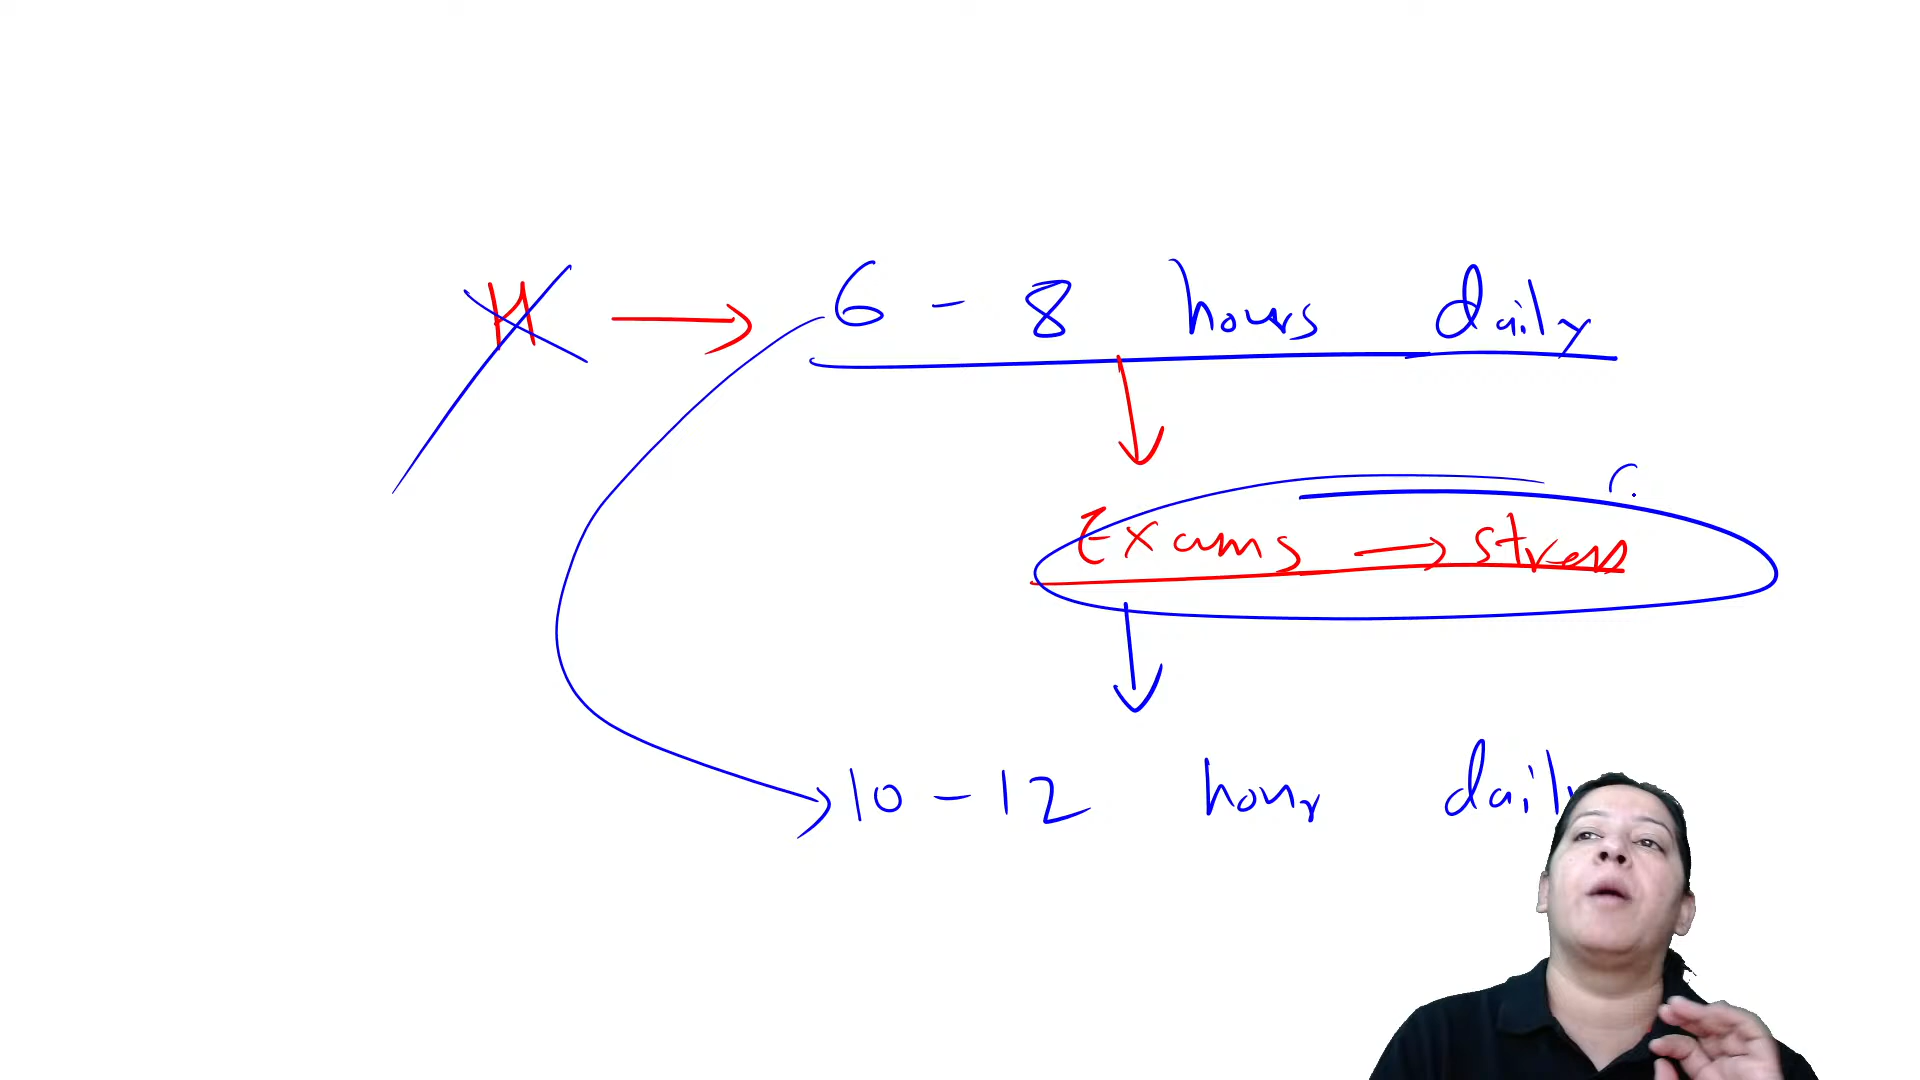 6 - 8 hours daily
Exams → stress
10 - 12 hour daily